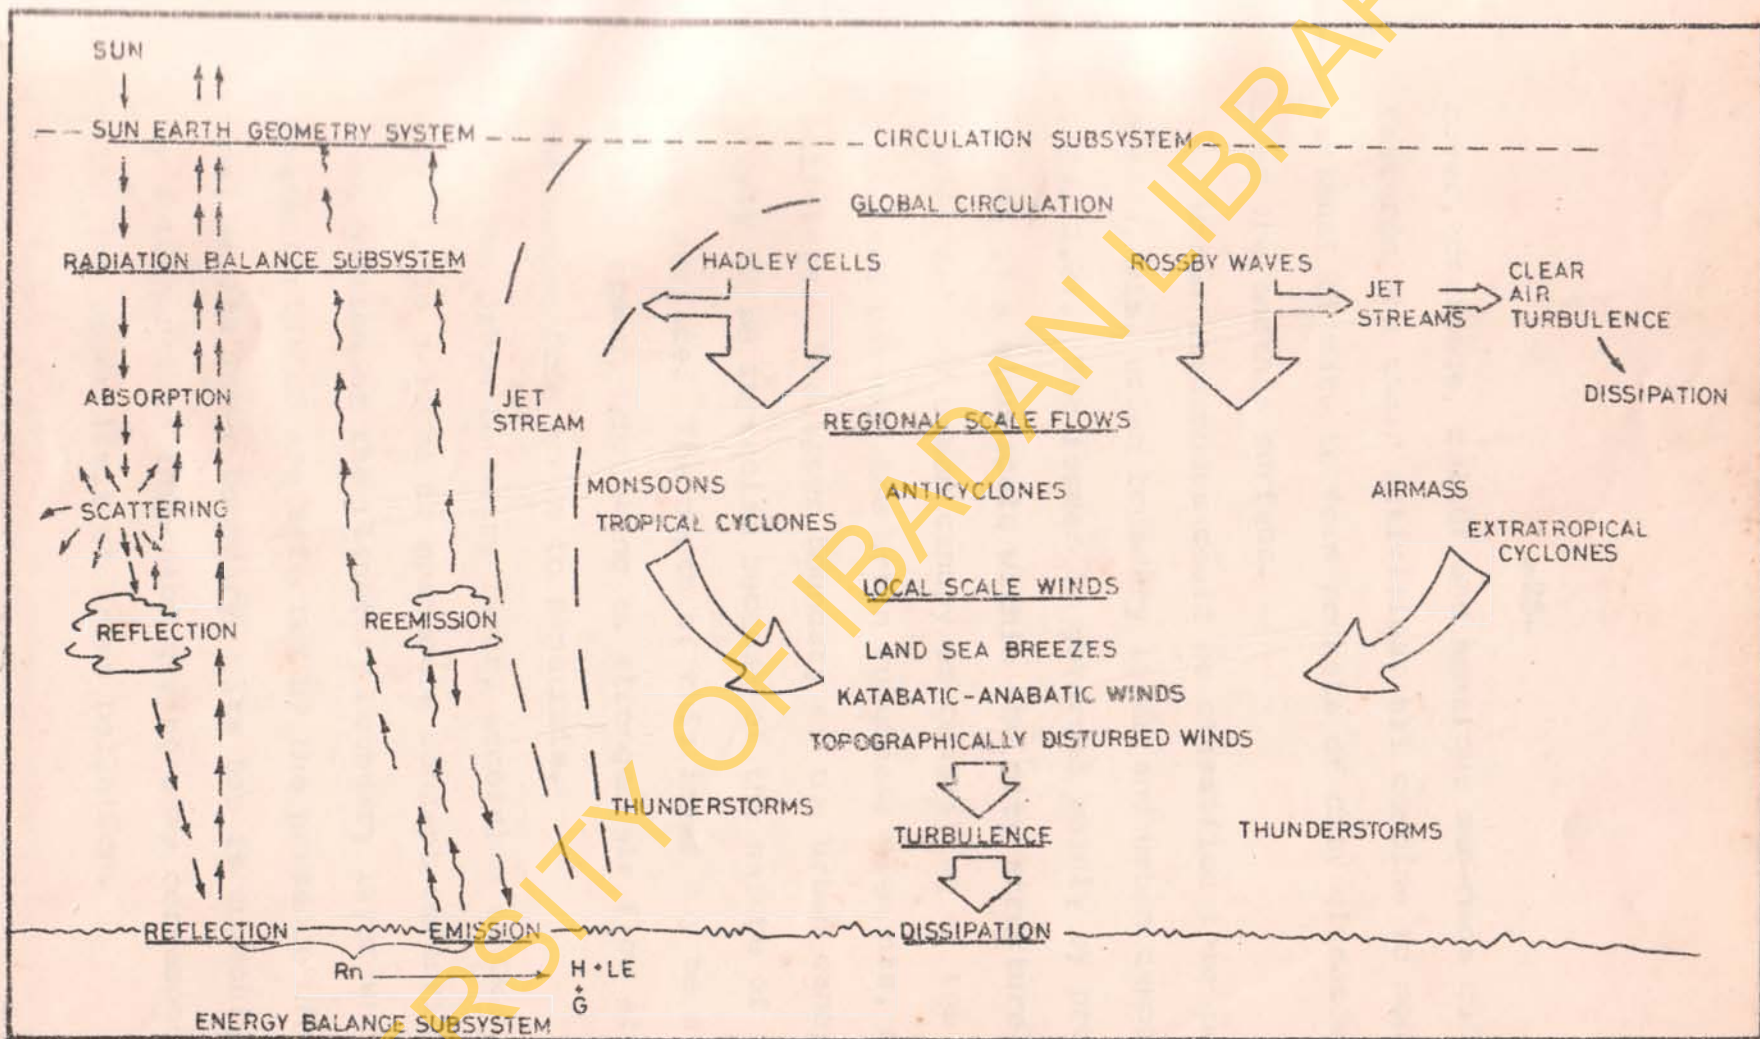 SUN
SUN EARTH GEOMETRY SYSTEM
CIRCULATION SUBSYSTEM
GLOBAL CIRCULATION
RADIATION BALANCE SUBSYSTEM
HADLEY CELLS
ROSSBY WAVES
JET
STREAMS
CLEAR
AIR
TURBULENCE
DISSIPATION
ABSORPTION
JET
STREAM
REGIONAL SCALE FLOWS
SCATTERING
MONSOONS
ANTICYCLONES
AIRMASS
TROPICAL CYCLONES
EXTRATROPICAL
CYCLONES
LOCAL SCALE WINDS
REFLECTION
REEMISSION
LAND SEA BREEZES
KATABATIC-ANABATIC WINDS
TOPOGRAPHICALLY DISTURBED WINDS
THUNDERSTORMS
TURBULENCE
THUNDERSTORMS
REFLECTION
EMISSION
DISSIPATION
Rn
H + LE
+
G
ENERGY BALANCE SUBSYSTEM
RSITY OF IBADAN LIBRAR